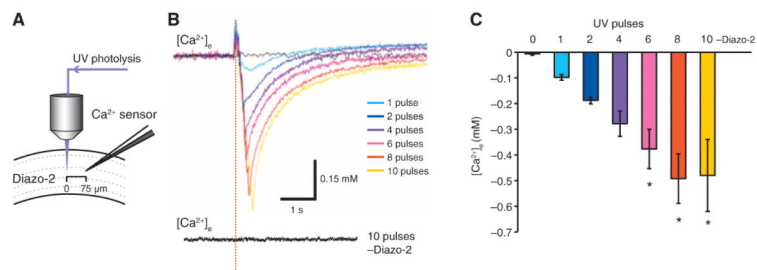 A
UV photolysis
Ca²⁺ sensor
Diazo-2
0 75 µm
B
[Ca²⁺]e
1 pulse
2 pulses
4 pulses
6 pulses
8 pulses
10 pulses
0.15 mM
1 s
[Ca²⁺]e
10 pulses
–Diazo-2
C
UV pulses
0 1 2 4 6 8 10 –Diazo-2
0
–0.1
–0.2
–0.3
–0.4
–0.5
–0.6
–0.7
[Ca²⁺]e (mM)
*
*
*